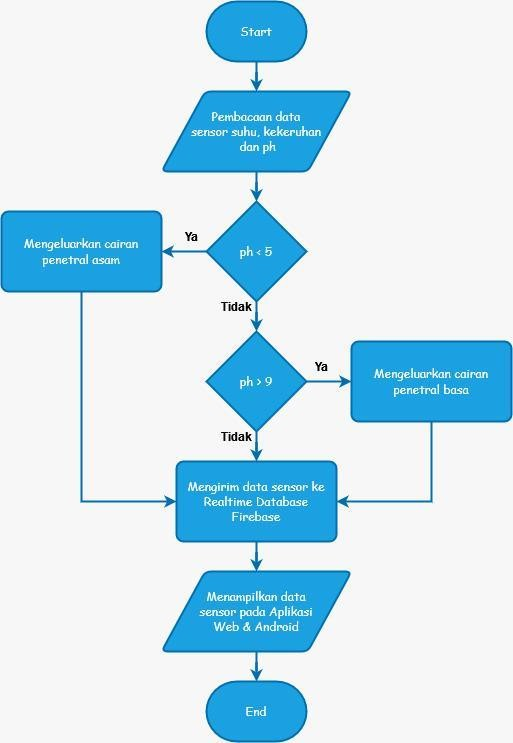 Start
Pembacaan data
sensor suhu, kekeruhan
dan ph
Ya
Mengeluarkan cairan
penetral asam
ph < 5
Tidak
ph > 9
Ya
Mengeluarkan cairan
penetral basa
Tidak
Mengirim data sensor ke
Realtime Database
Firebase
Menampilkan data
sensor pada Aplikasi
Web & Android
End